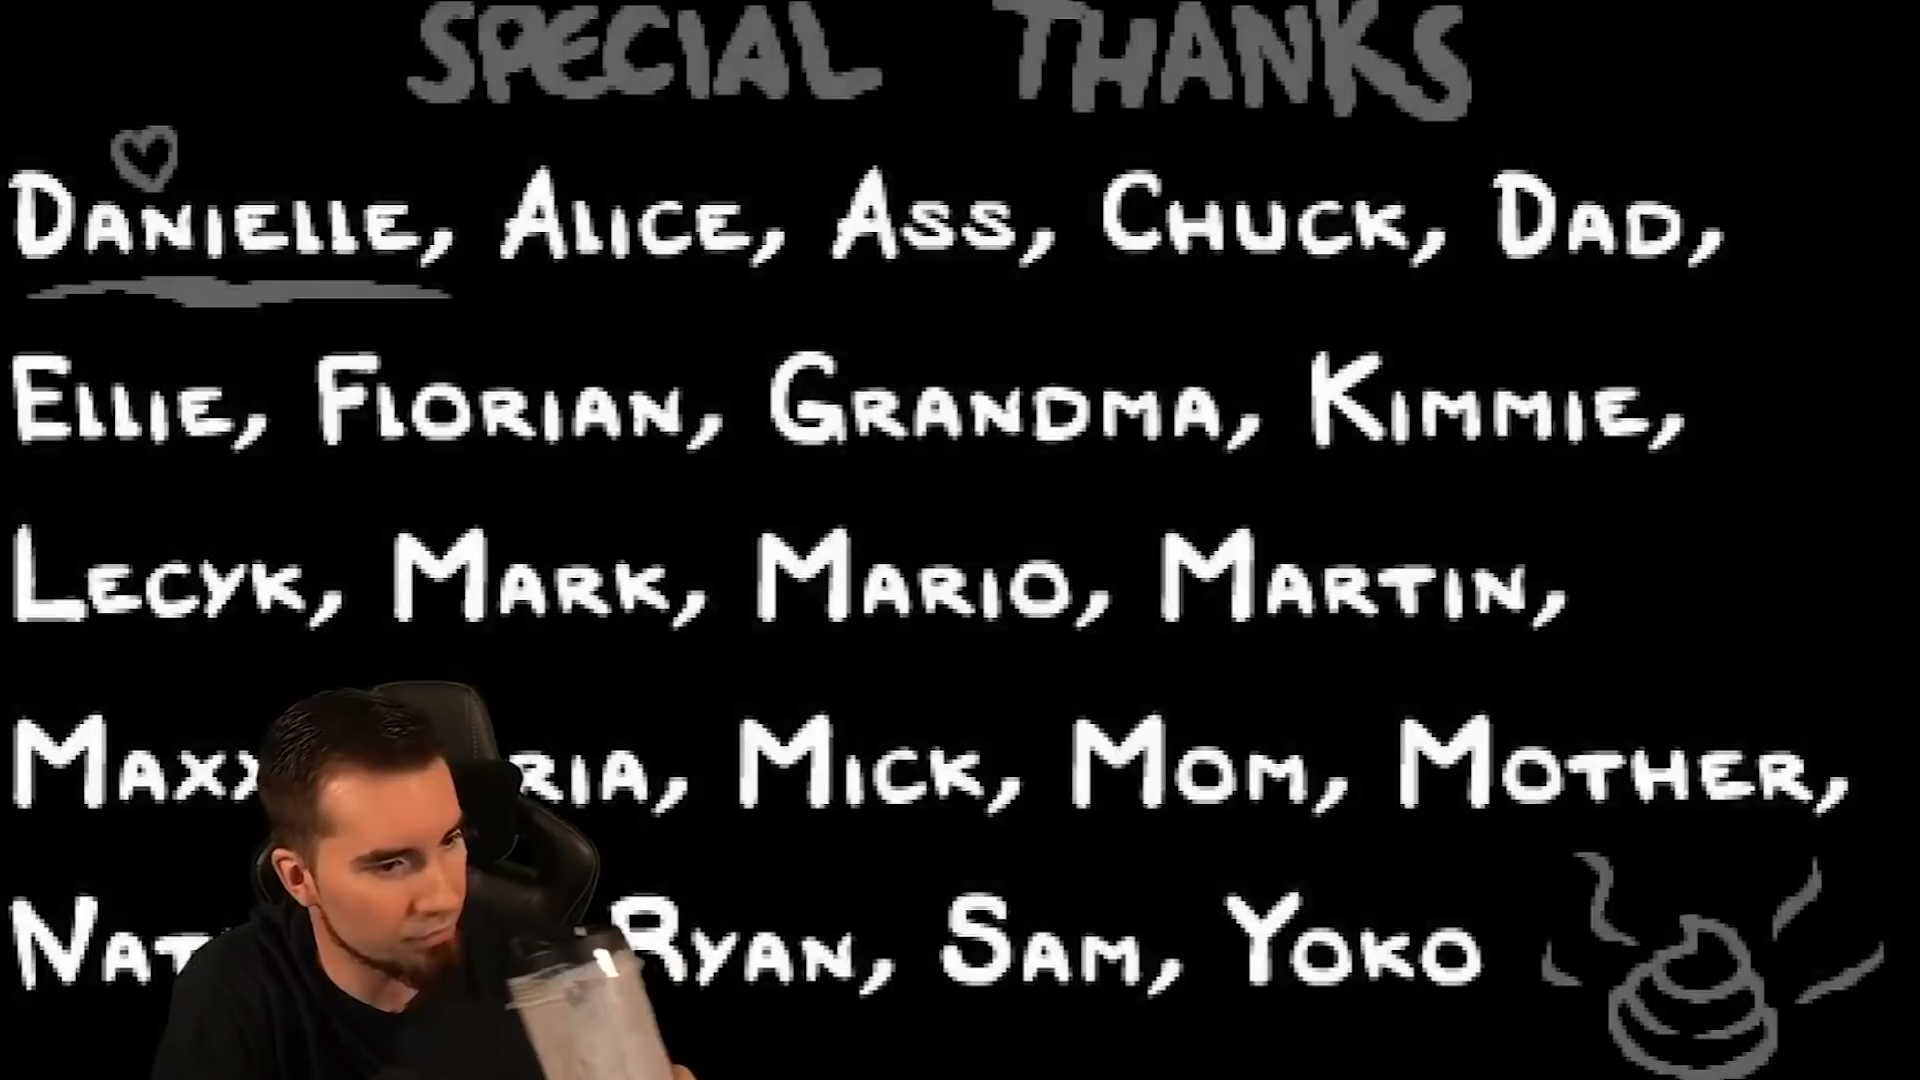 SPECIAL THANKS
DANIELLE, ALICE, ASS, CHUCK, DAD,
ELLIE, FLORIAN, GRANDMA, KIMMIE,
LECYK, MARK, MARIO, MARTIN,
MICK, MOM, MOTHER,
RYAN, SAM, YOKO